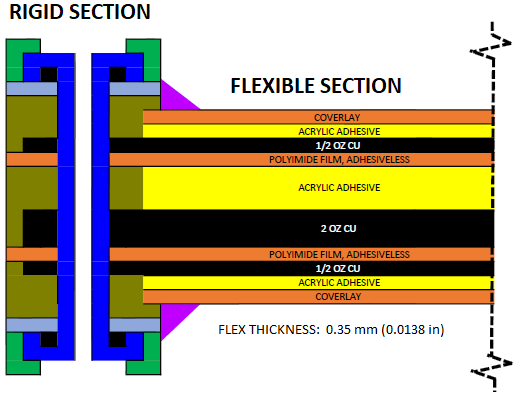 RIGID SECTION
FLEXIBLE SECTION
COVERLAY
ACRYLIC ADHESIVE
1/2 OZ CU
POLYIMIDE FILM, ADHESIVELESS
ACRYLIC ADHESIVE
2 OZ CU
POLYIMIDE FILM, ADHESIVELESS
1/2 OZ CU
ACRYLIC ADHESIVE
COVERLAY
FLEX THICKNESS: 0.35 mm (0.0138 in)